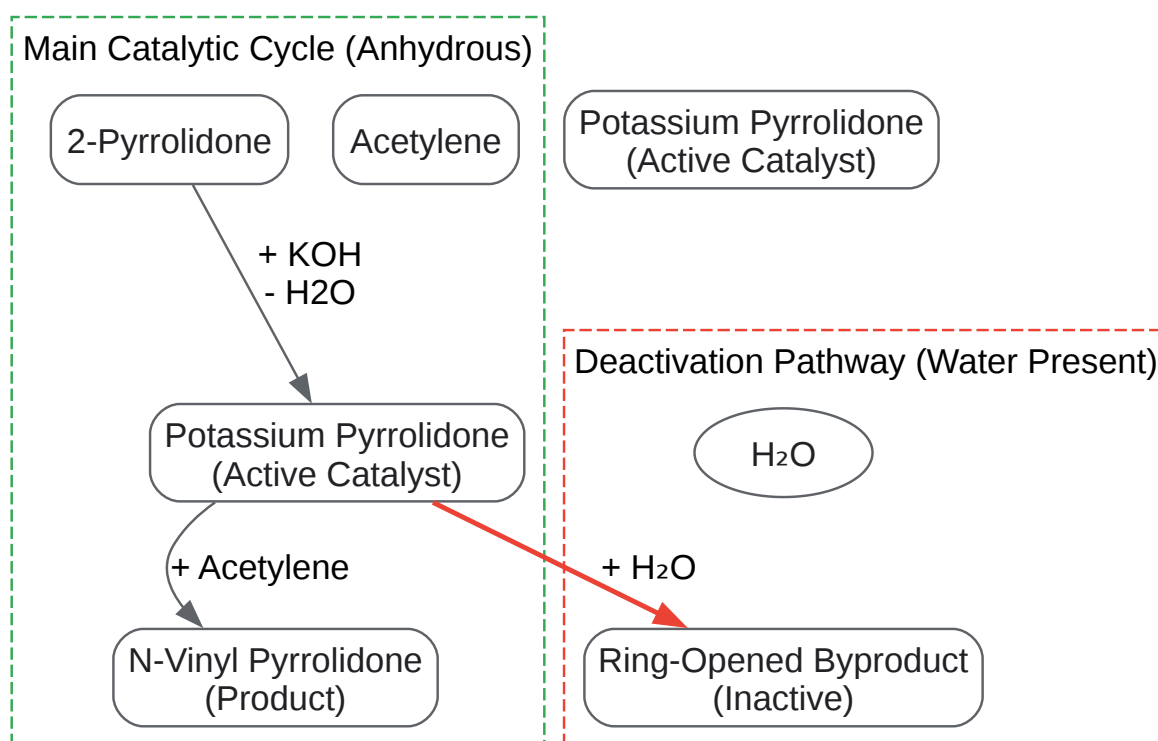 Main Catalytic Cycle (Anhydrous)
2-Pyrrolidone
Acetylene
Potassium Pyrrolidone
(Active Catalyst)
+ KOH
- H2O
Deactivation Pathway (Water Present)
Potassium Pyrrolidone
(Active Catalyst)
H₂O
+ Acetylene
+ H₂O
N-Vinyl Pyrrolidone
(Product)
Ring-Opened Byproduct
(Inactive)